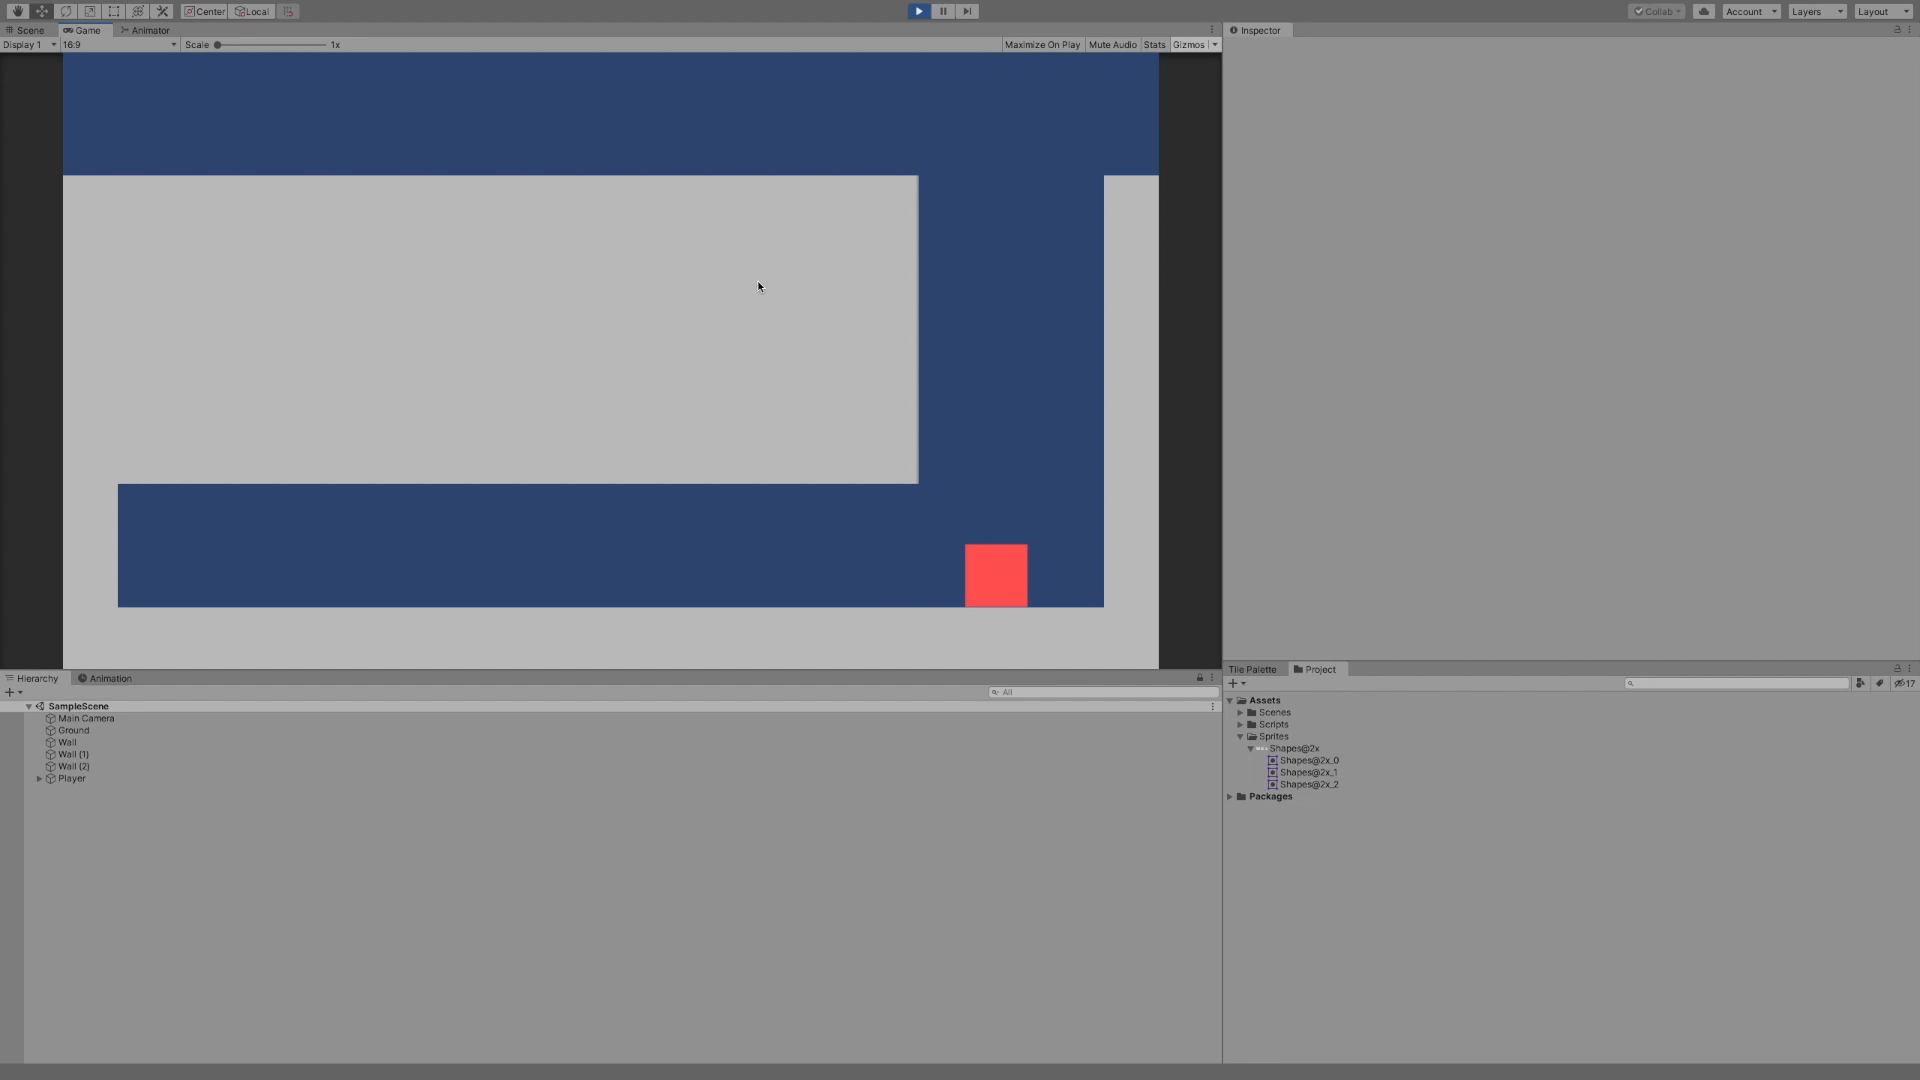 Center Local Collab Account Layers Layout
Scene Game Animator Inspector
Display 1 16:9 Scale 1x Maximize On Play Mute Audio Stats Gizmos
Hierarchy Animation
All
SampleScene
Main Camera
Ground
Wall
Wall (1)
Wall (2)
Player
Tile Palette Project
17
Assets
Scenes
Scripts
Sprites
Shapes@2x
Shapes@2x_0
Shapes@2x_1
Shapes@2x_2
Packages